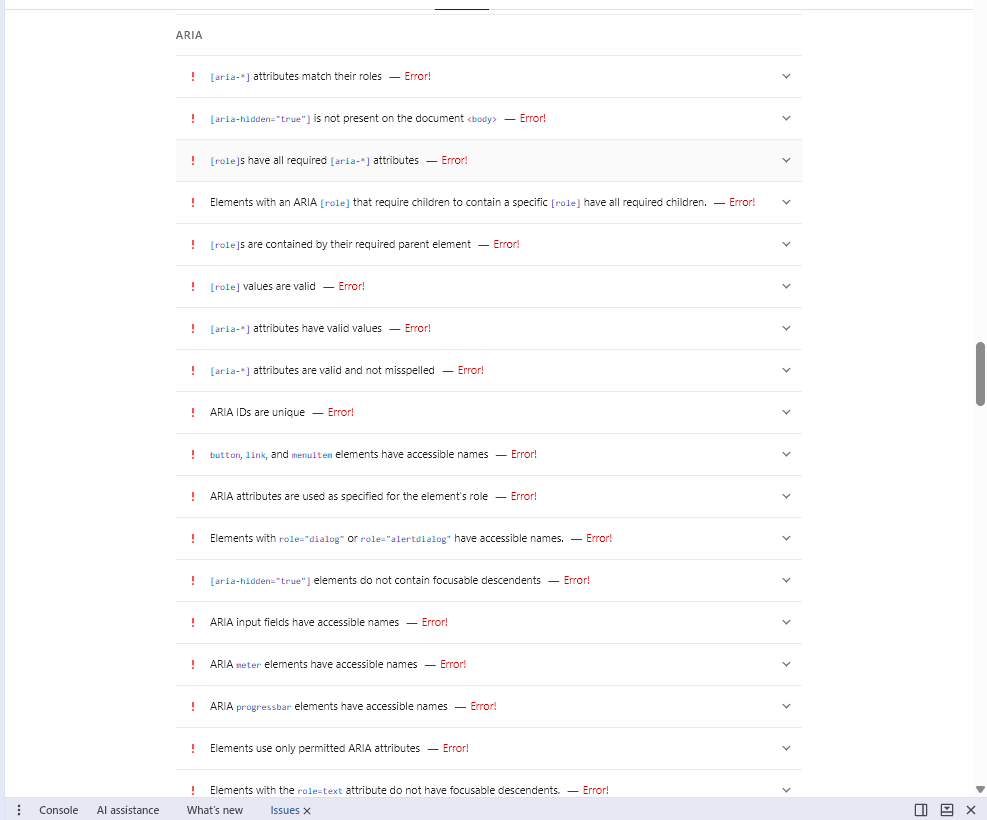 ARIA
! [aria-*] attributes match their roles — Error!
! [aria-hidden="true"] is not present on the document <body> — Error!
! [role]s have all required [aria-*] attributes — Error!
! Elements with an ARIA [role] that require children to contain a specific [role] have all required children. — Error!
! [role]s are contained by their required parent element — Error!
! [role] values are valid — Error!
! [aria-*] attributes have valid values — Error!
! [aria-*] attributes are valid and not misspelled — Error!
! ARIA IDs are unique — Error!
! button, link, and menuitem elements have accessible names — Error!
! ARIA attributes are used as specified for the element's role — Error!
! Elements with role="dialog" or role="alertdialog" have accessible names. — Error!
! [aria-hidden="true"] elements do not contain focusable descendents — Error!
! ARIA input fields have accessible names — Error!
! ARIA meter elements have accessible names — Error!
! ARIA progressbar elements have accessible names — Error!
! Elements use only permitted ARIA attributes — Error!
! Elements with the role=text attribute do not have focusable descendents. — Error!
Console AI assistance What's new Issues